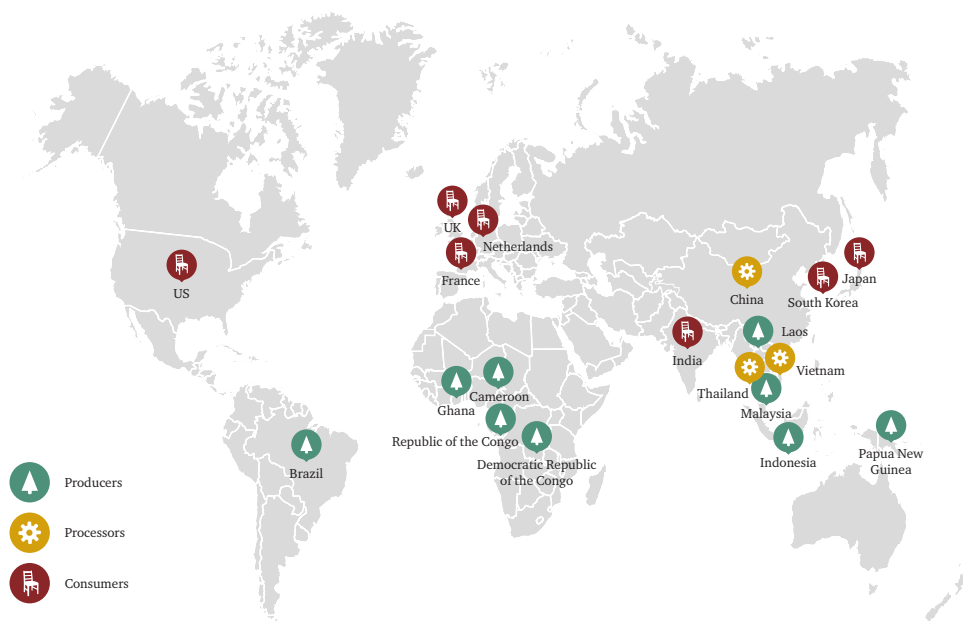 UK
Netherlands
France
US
China
Japan
South Korea
Laos
India
Vietnam
Thailand
Cameroon
Ghana
Malaysia
Republic of the Congo
Democratic Republic
of the Congo
Indonesia
Papua New
Guinea
Brazil
Producers
Processors
Consumers